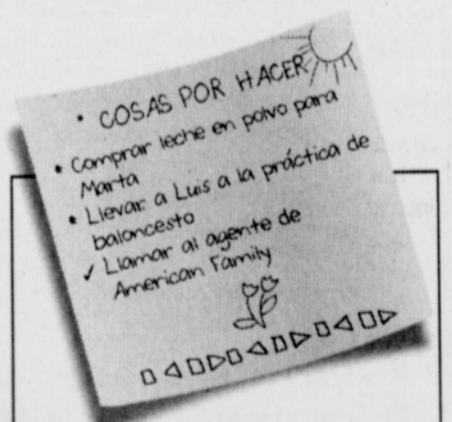 • COSAS POR HACER
• Comprar leche en polvo para
Marta
• Llevar a Luis a la práctica de
baloncesto
✓ Llamar al agente de
American Family